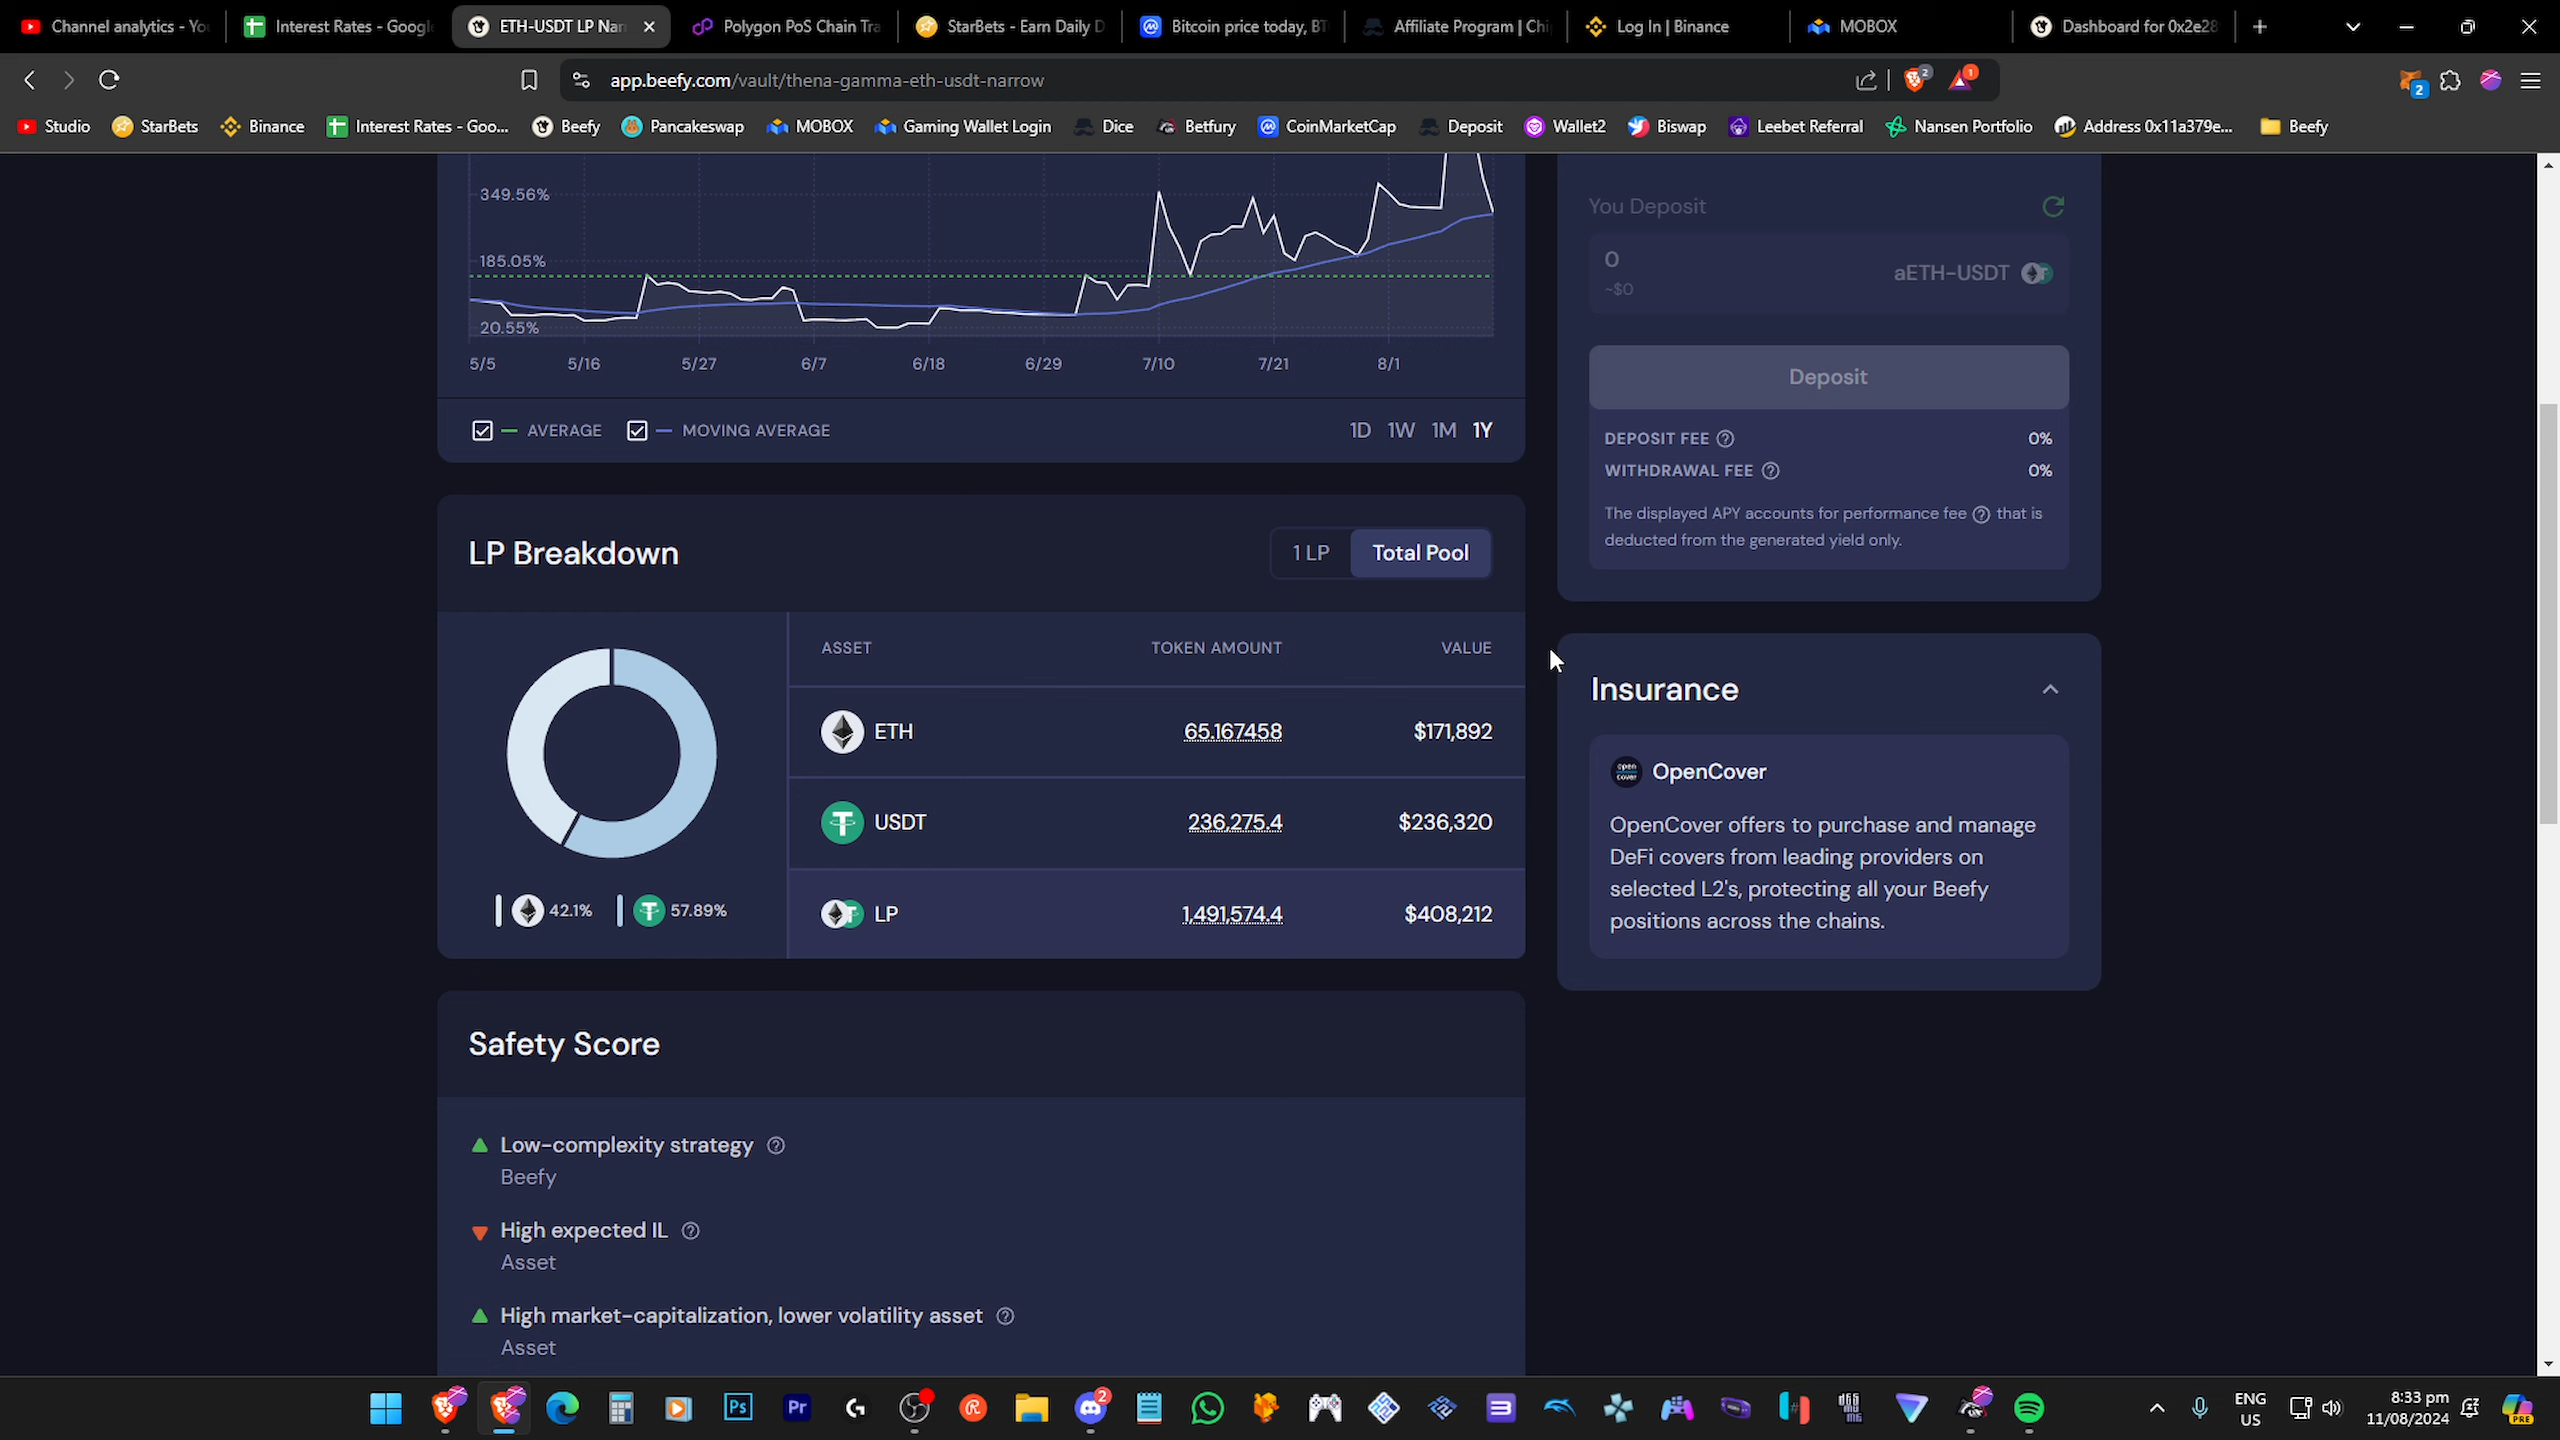 Channel analytics - Yo
Interest Rates - Googl
ETH-USDT LP Nar
Polygon PoS Chain Tra
StarBets - Earn Daily D
Bitcoin price today, BT
Affiliate Program | Chi
Log In | Binance
MOBOX
Dashboard for 0x2e28
app.beefy.com/vault/thena-gamma-eth-usdt-narrow
2
1
2
Studio
StarBets
Binance
Interest Rates - Goo...
Beefy
Pancakeswap
MOBOX
Gaming Wallet Login
Dice
Betfury
CoinMarketCap
Deposit
Wallet2
Biswap
Leebet Referral
Nansen Portfolio
Address 0x11a379e...
Beefy
349.56%
185.05%
20.55%
5/5
5/16
5/27
6/7
6/18
6/29
7/10
7/21
8/1
AVERAGE
MOVING AVERAGE
1D 1W 1M 1Y
You Deposit
0
~$0
aETH-USDT
Deposit
DEPOSIT FEE
0%
WITHDRAWAL FEE
0%
The displayed APY accounts for performance fee that is
deducted from the generated yield only.
LP Breakdown
1 LP
Total Pool
ASSET
TOKEN AMOUNT
VALUE
ETH
65.167458
$171,892
USDT
236,275.4
$236,320
LP
1,491,574.4
$408,212
42.1%
57.89%
Insurance
open
cover
OpenCover
OpenCover offers to purchase and manage
DeFi covers from leading providers on
selected L2's, protecting all your Beefy
positions across the chains.
Safety Score
Low-complexity strategy
Beefy
High expected IL
Asset
High market-capitalization, lower volatility asset
Asset
Ps
Pr
2
ENG
US
8:33 pm
11/08/2024
PRE